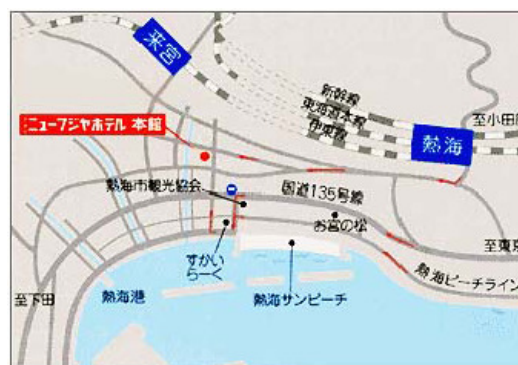 来宮
新幹線
東海道本線
伊東線
熱海
ニューフジヤホテル 本館
熱海市観光協会
国道135号線
お宮の松
すかい
らーく
至下田
熱海港
熱海サンビーチ
熱海ビーチライン
至小田
至東京